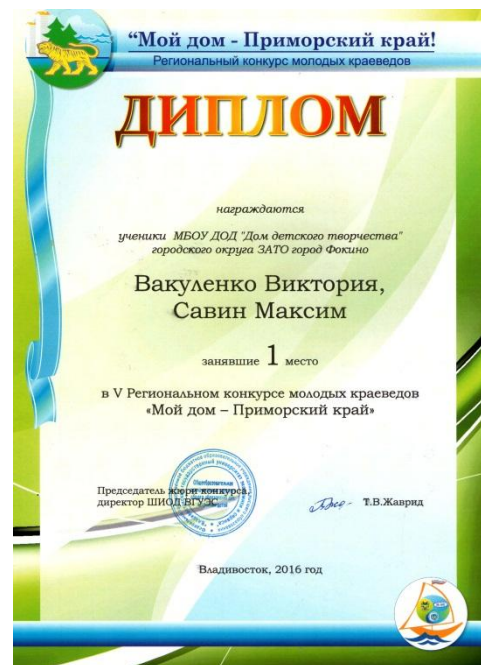 “Мой дом - Приморский край!
Региональный конкурс молодых краеведов
ДИПЛОМ
награждаются
ученики МБОУ ДОД "Дом детского творчества"
городского округа ЗАТО город Фокино
Вакуленко Виктория,
Савин Максим
занявшие 1 место
в V Региональном конкурсе молодых краеведов
«Мой дом – Приморский край»
Председатель жюри конкурса,
директор ШИОД ВГУЭС
Т.В.Жаврид
Владивосток, 2016 год